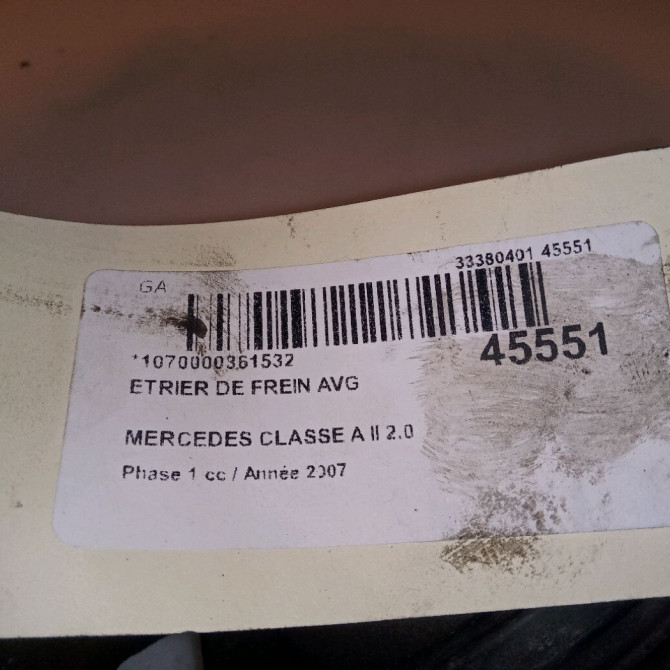 GA
33380401 45551
*1070000361532
45551
ETRIER DE FREIN AVG
MERCEDES CLASSE A II 2.0
Phase 1 cc / Année 2007